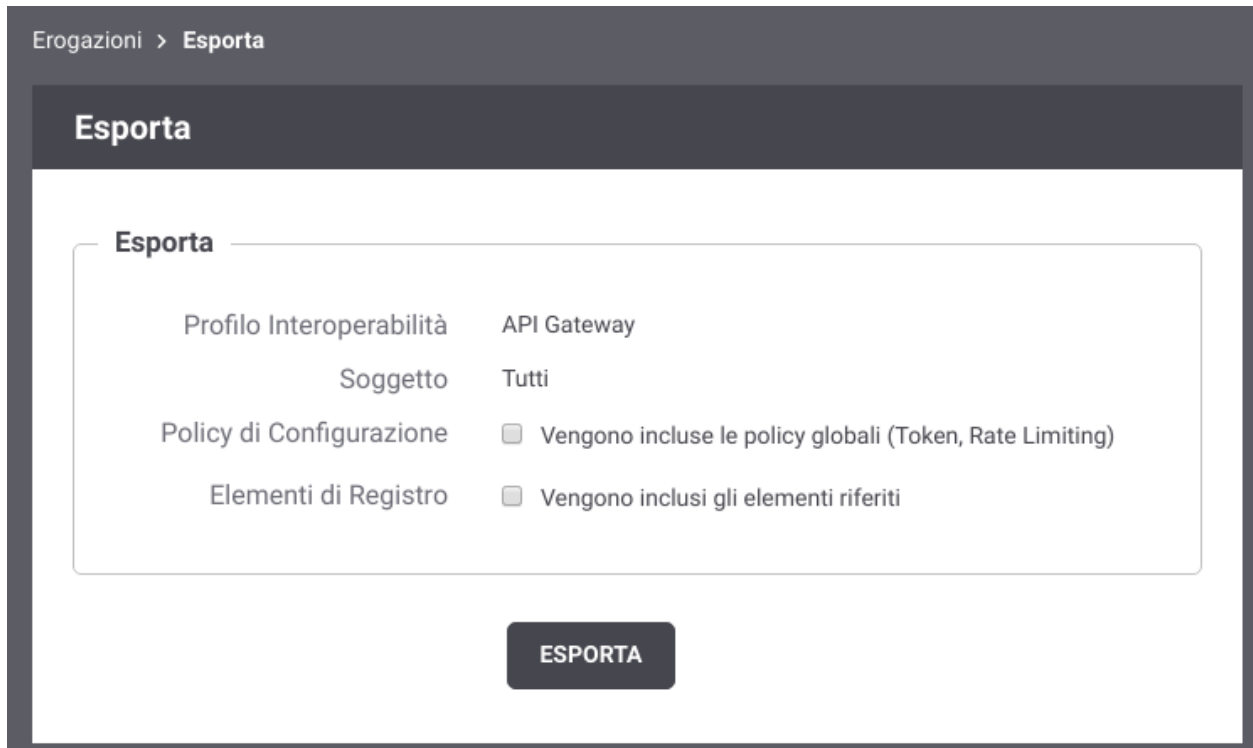 Erogazioni > Esporta
Esporta
Esporta
Profilo Interoperabilità API Gateway
Soggetto Tutti
Policy di Configurazione Vengono incluse le policy globali (Token, Rate Limiting)
Elementi di Registro Vengono inclusi gli elementi riferiti
ESPORTA